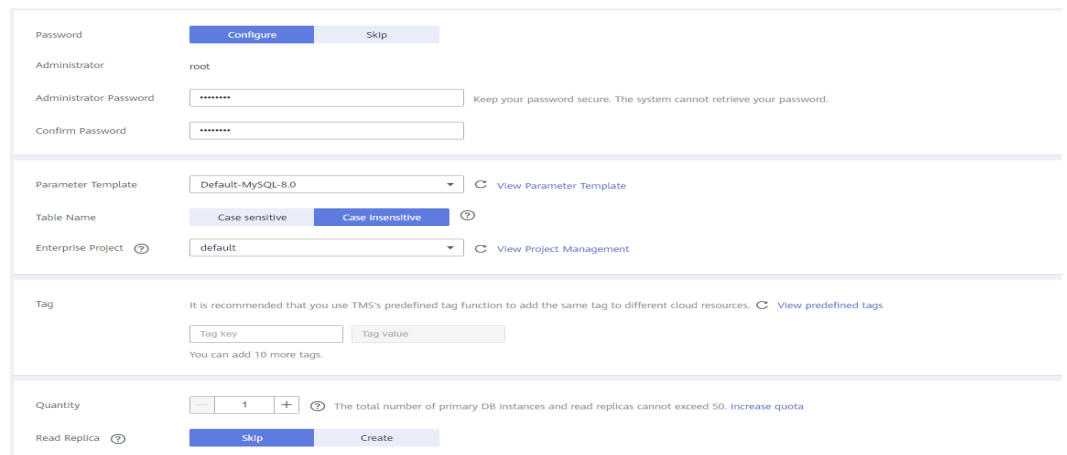 Password Configure Skip
Administrator root
Administrator Password •••••••• Keep your password secure. The system cannot retrieve your password.
Confirm Password ••••••••
Parameter Template Default-MySQL-8.0 View Parameter Template
Table Name Case sensitive Case insensitive ?
Enterprise Project ? default View Project Management
Tag It is recommended that you use TMS's predefined tag function to add the same tag to different cloud resources. View predefined tags
Tag key Tag value
You can add 10 more tags.
Quantity — 1 + ? The total number of primary DB instances and read replicas cannot exceed 50. Increase quota
Read Replica ? Skip Create